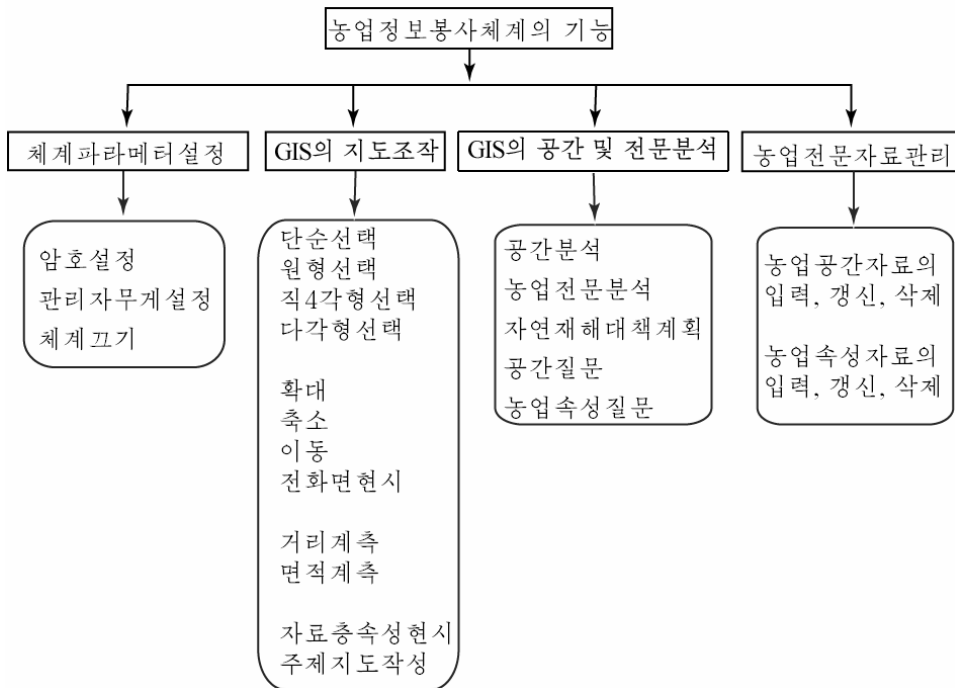 농업정보봉사체계의 기능
체계파라메터설정
GIS의 지도조작
GIS의 공간 및 전문분석
농업전문자료관리
암호설정
관리자무게설정
체계끄기
단순선택
원형선택
직4각형선택
다각형선택
확대
축소
이동
전화면현시
거리계측
면적계측
자료층속성현시
주제지도작성
공간분석
농업전문분석
자연재해대책계획
공간질문
농업속성질문
농업공간자료의
입력, 갱신, 삭제
농업속성자료의
입력, 갱신, 삭제